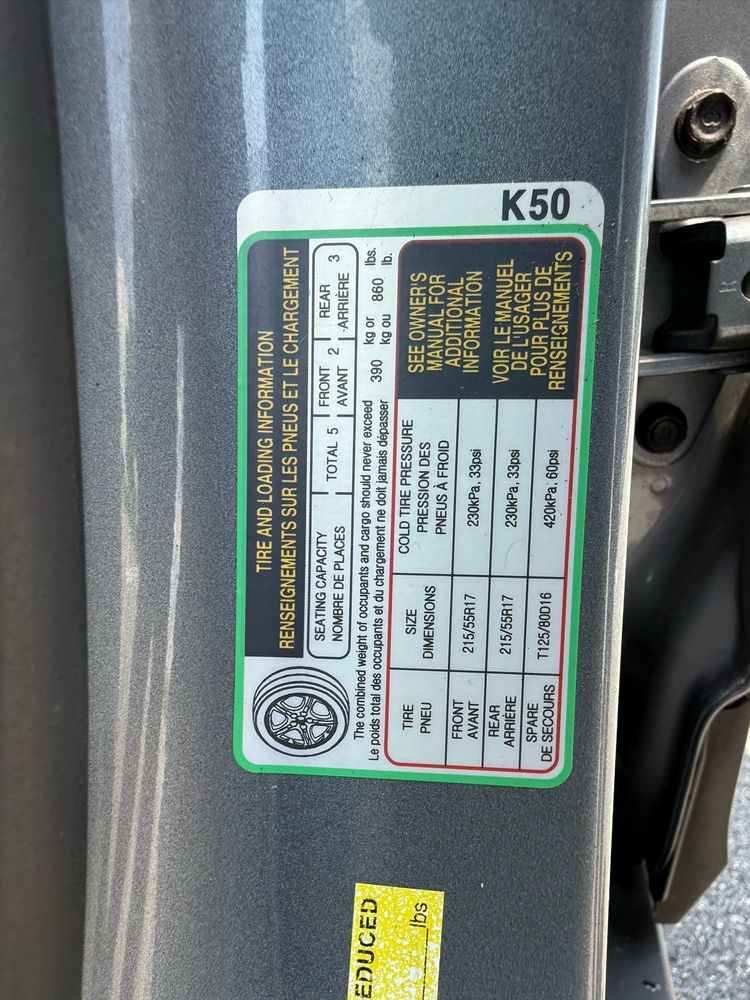 K50
TIRE AND LOADING INFORMATION
RENSEIGNEMENTS SUR LES PNEUS ET LE CHARGEMENT
SEATING CAPACITY TOTAL 5 FRONT 2 REAR 3
NOMBRE DE PLACES AVANT ARRIÈRE
The combined weight of occupants and cargo should never exceed 390 kg or 860 lbs.
Le poids total des occupants et du chargement ne doit jamais dépasser kg ou lb.
TIRE SIZE COLD TIRE PRESSURE
PNEU DIMENSIONS PRESSION DES
PNEUS À FROID
FRONT 215/55R17 230kPa, 33psi
AVANT
REAR 215/55R17 230kPa, 33psi
ARRIÈRE
SPARE T125/80D16 420kPa, 60psi
DE SECOURS
SEE OWNER'S
MANUAL FOR
ADDITIONAL
INFORMATION
VOIR LE MANUEL
DE L'USAGER
POUR PLUS DE
RENSEIGNEMENTS
EDUCED
lbs